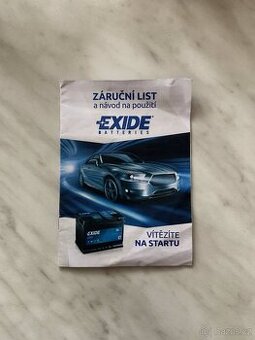 ZÁRUČNÍ LIST
a návod na použití
EXIDE
BATTERIES
EXIDE
VÍTĚZÍTE
NA STARTU